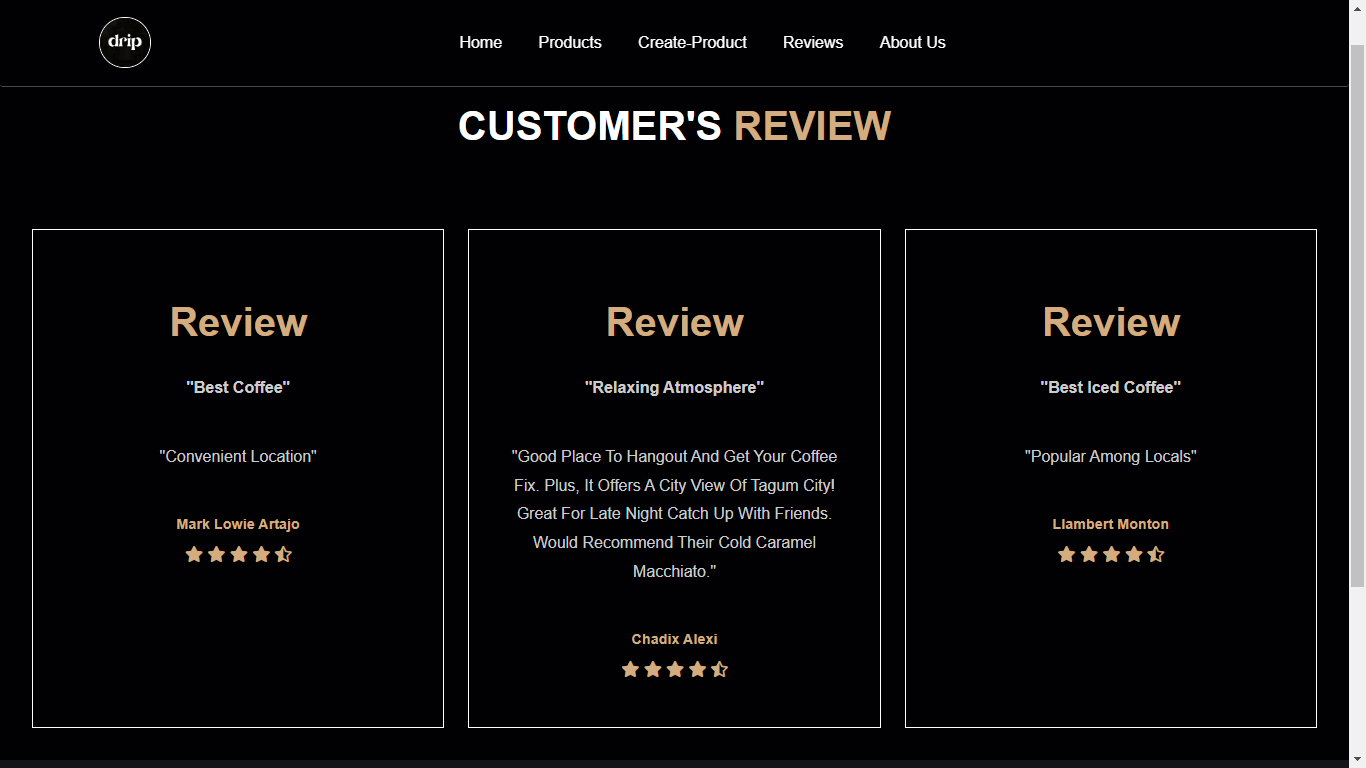 drip
Home Products Create-Product Reviews About Us
CUSTOMER'S REVIEW
Review
"Best Coffee"
"Convenient Location"
Mark Lowie Artajo
Review
"Relaxing Atmosphere"
"Good Place To Hangout And Get Your Coffee
Fix. Plus, It Offers A City View Of Tagum City!
Great For Late Night Catch Up With Friends.
Would Recommend Their Cold Caramel
Macchiato."
Chadix Alexi
Review
"Best Iced Coffee"
"Popular Among Locals"
Llambert Monton